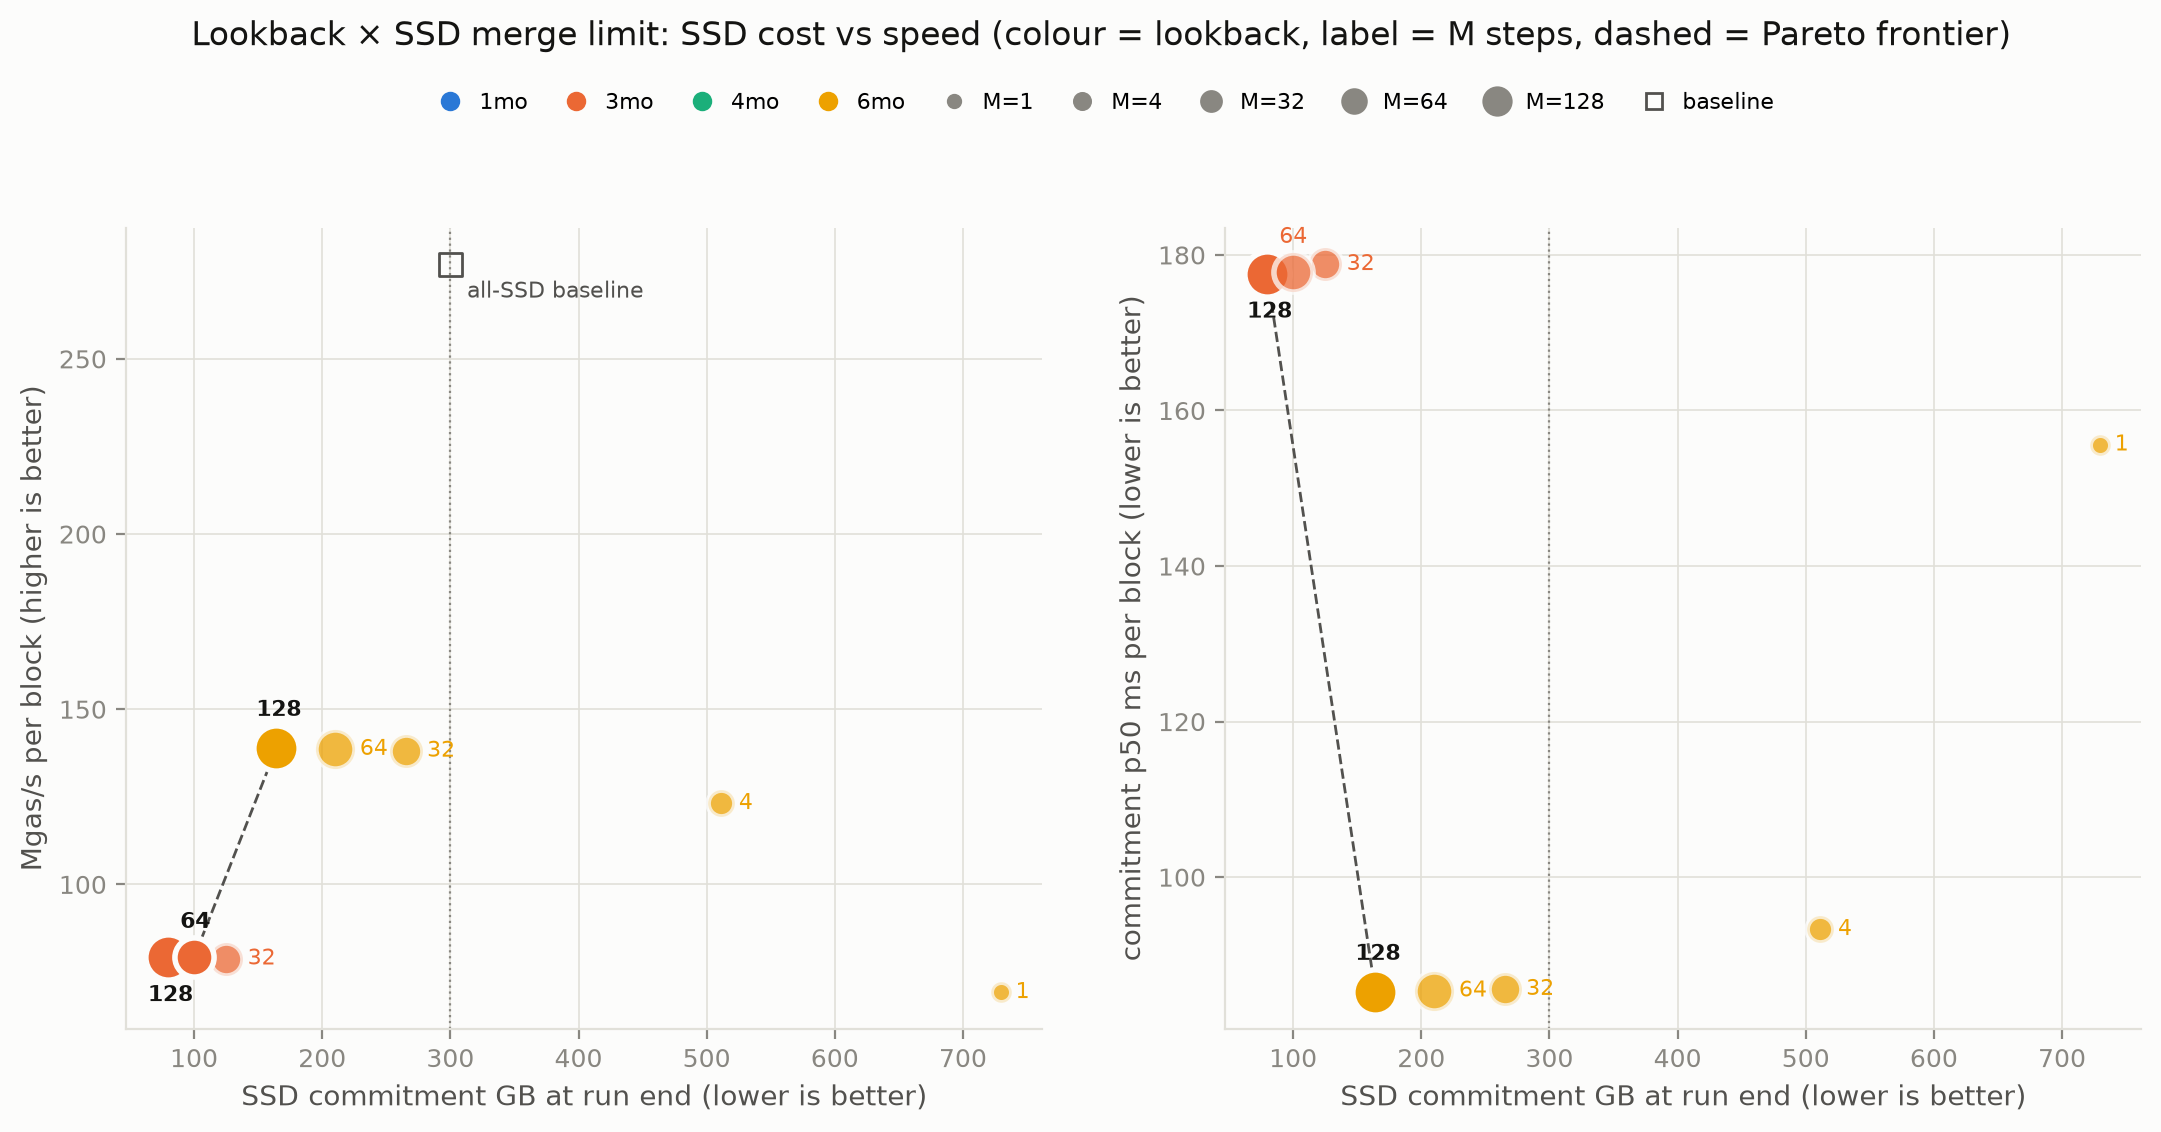 Lookback × SSD merge limit: SSD cost vs speed (colour = lookback, label = M steps, dashed = Pareto frontier)
1mo 3mo 4mo 6mo M=1 M=4 M=32 M=64 M=128 baseline
Mgas/s per block (higher is better)
250
200
150
100
all-SSD baseline
128
64
32
4
64
32
128
1
100 200 300 400 500 600 700
SSD commitment GB at run end (lower is better)
commitment p50 ms per block (lower is better)
180
160
140
120
100
64
32
128
1
4
128
64
32
100 200 300 400 500 600 700
SSD commitment GB at run end (lower is better)